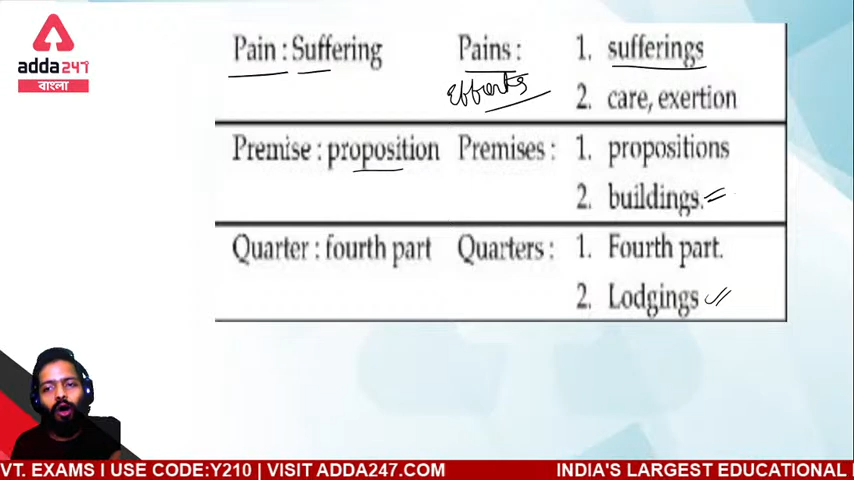 adda247
বাংলা
Pain : Suffering Pains : 1. sufferings
Efforts
2. care, exertion
Premise : proposition Premises : 1. propositions
2. buildings.
Quarter : fourth part Quarters : 1. Fourth part.
2. Lodgings
VT. EXAMS I USE CODE:Y210 | VISIT ADDA247.COM INDIA'S LARGEST EDUCATIONAL